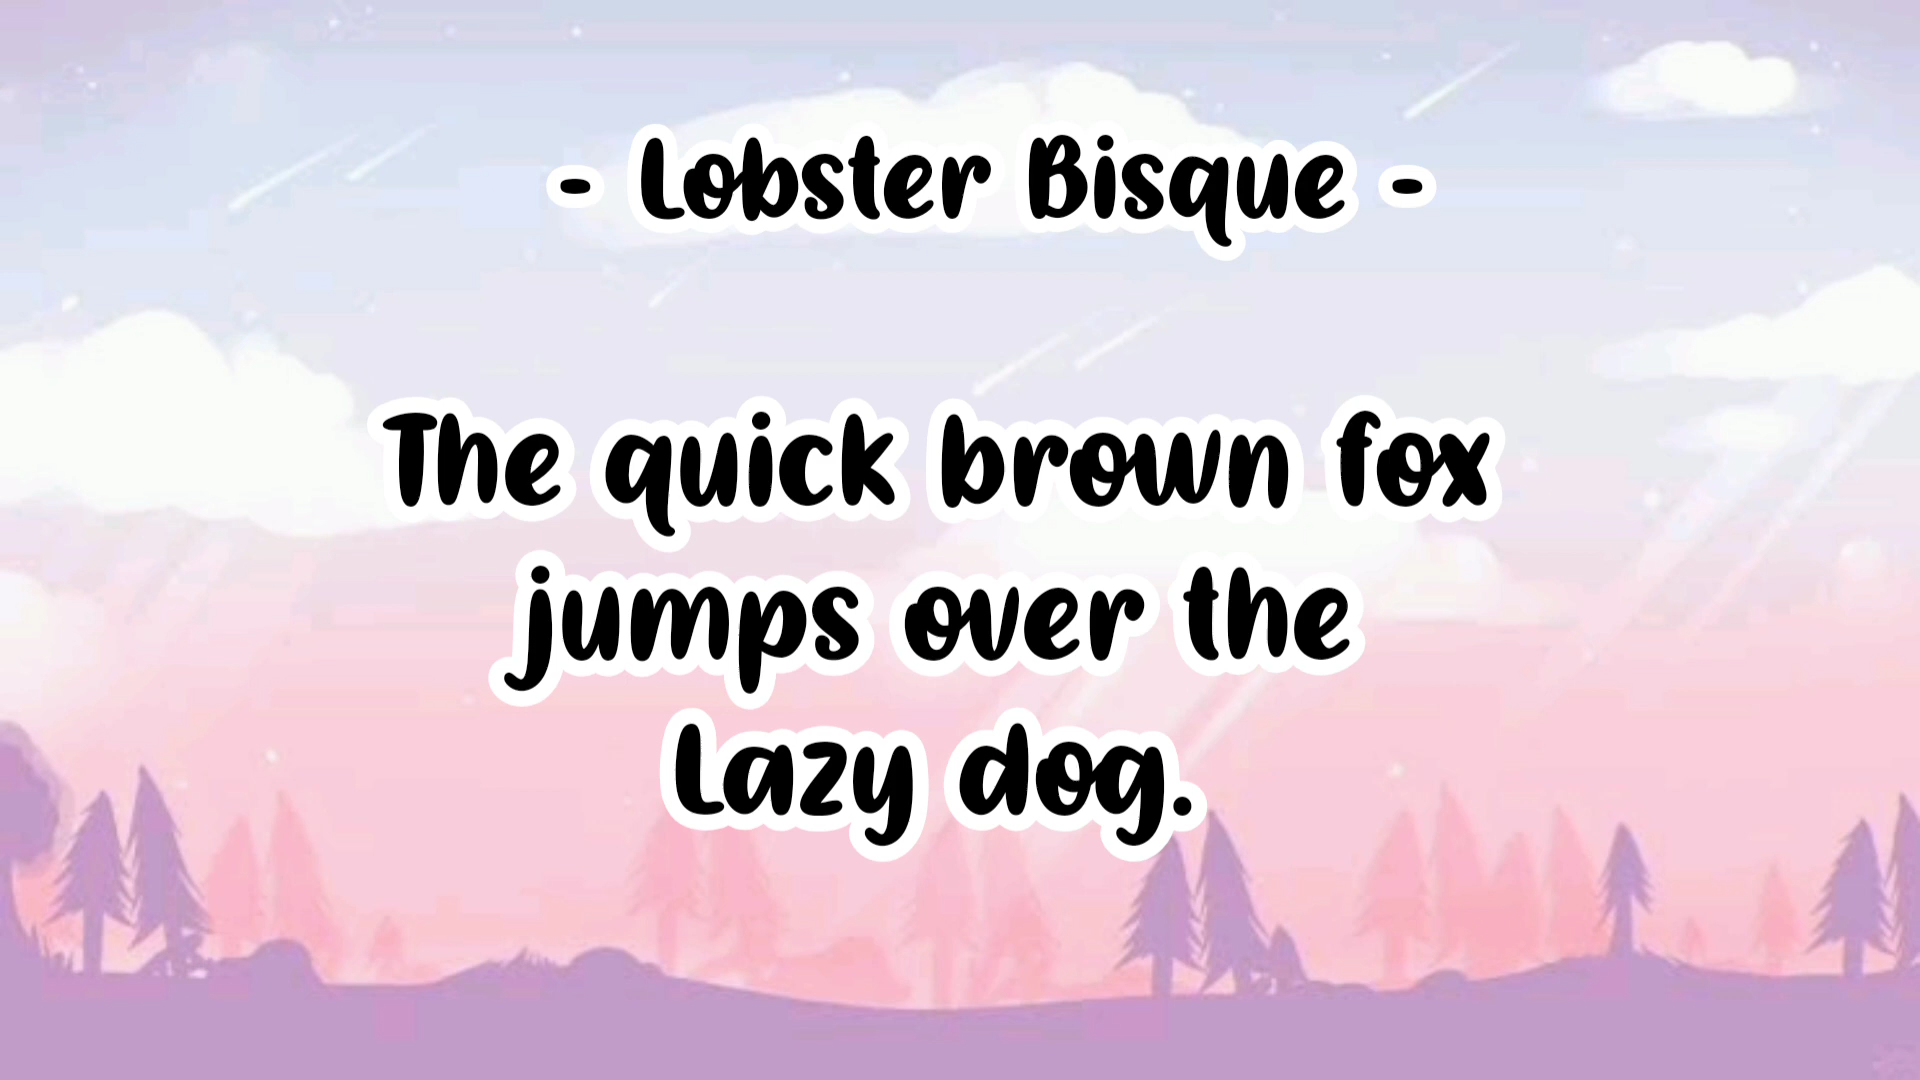 - Lobster Bisque -
The quick brown fox
jumps over the
Lazy dog.